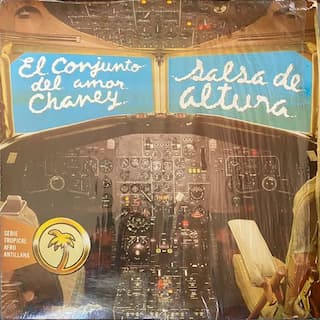 El Conjunto
del amor
Chaney
Salsa de
altura
SERIE
TROPICAL
AFRO
ANTILLANA